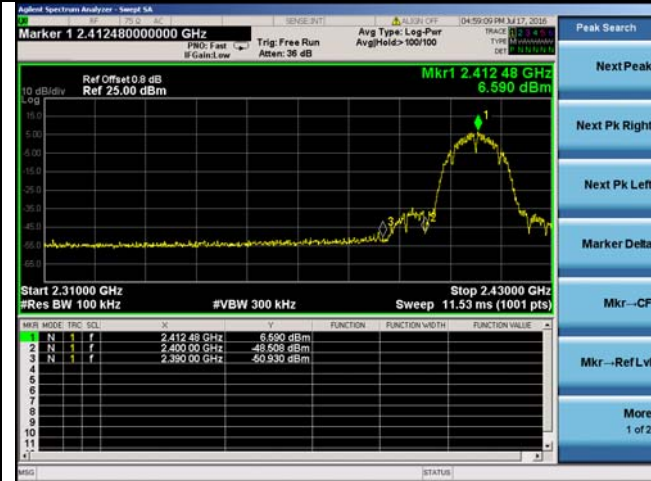 Agilent Spectrum Analyzer - Swept SA
RF 75 Ω AC SENSE:INT ALIGN OFF 04:59:09 PM Jul 17, 2016
Marker 1 2.412480000000 GHz
PNO: Fast
IFGain:Low
Trig: Free Run
Atten: 36 dB
Avg Type: Log-Pwr
Avg|Hold:> 100/100
TRACE 1 2 3 4 5 6
TYPE
DET P N N N N N
Peak Search
Ref Offset 0.8 dB
10 dB/div Ref 25.00 dBm
Log
Mkr1 2.412 48 GHz
6.590 dBm
15.0
5.00
-5.00
-15.0
-25.0
-35.0
-45.0
-55.0
-65.0
1
3
2
Start 2.31000 GHz Stop 2.43000 GHz
#Res BW 100 kHz #VBW 300 kHz Sweep 11.53 ms (1001 pts)
MKR MODE TRC SCL X Y FUNCTION FUNCTION WIDTH FUNCTION VALUE
1 N 1 f 2.412 48 GHz 6.590 dBm
2 N 1 f 2.400 00 GHz -48.508 dBm
3 N 1 f 2.390 00 GHz -50.930 dBm
4
5
6
7
8
9
10
11
MSG STATUS
Next Peak
Next Pk Right
Next Pk Left
Marker Delta
Mkr→CF
Mkr→Ref Lvl
More
1 of 2